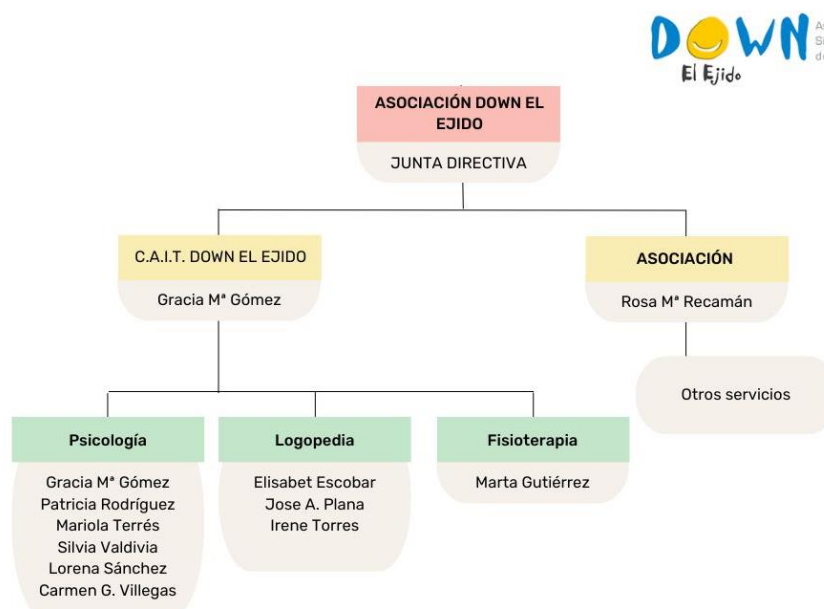 DOWN
El Ejido
ASOCIACIÓN DOWN EL
EJIDO
JUNTA DIRECTIVA
C.A.I.T. DOWN EL EJIDO
Gracia Mª Gómez
ASOCIACIÓN
Rosa Mª Recamán
Otros servicios
Psicología
Gracia Mª Gómez
Patricia Rodríguez
Mariola Terrés
Silvia Valdivia
Lorena Sánchez
Carmen G. Villegas
Logopedia
Elisabet Escobar
Jose A. Plana
Irene Torres
Fisioterapia
Marta Gutiérrez